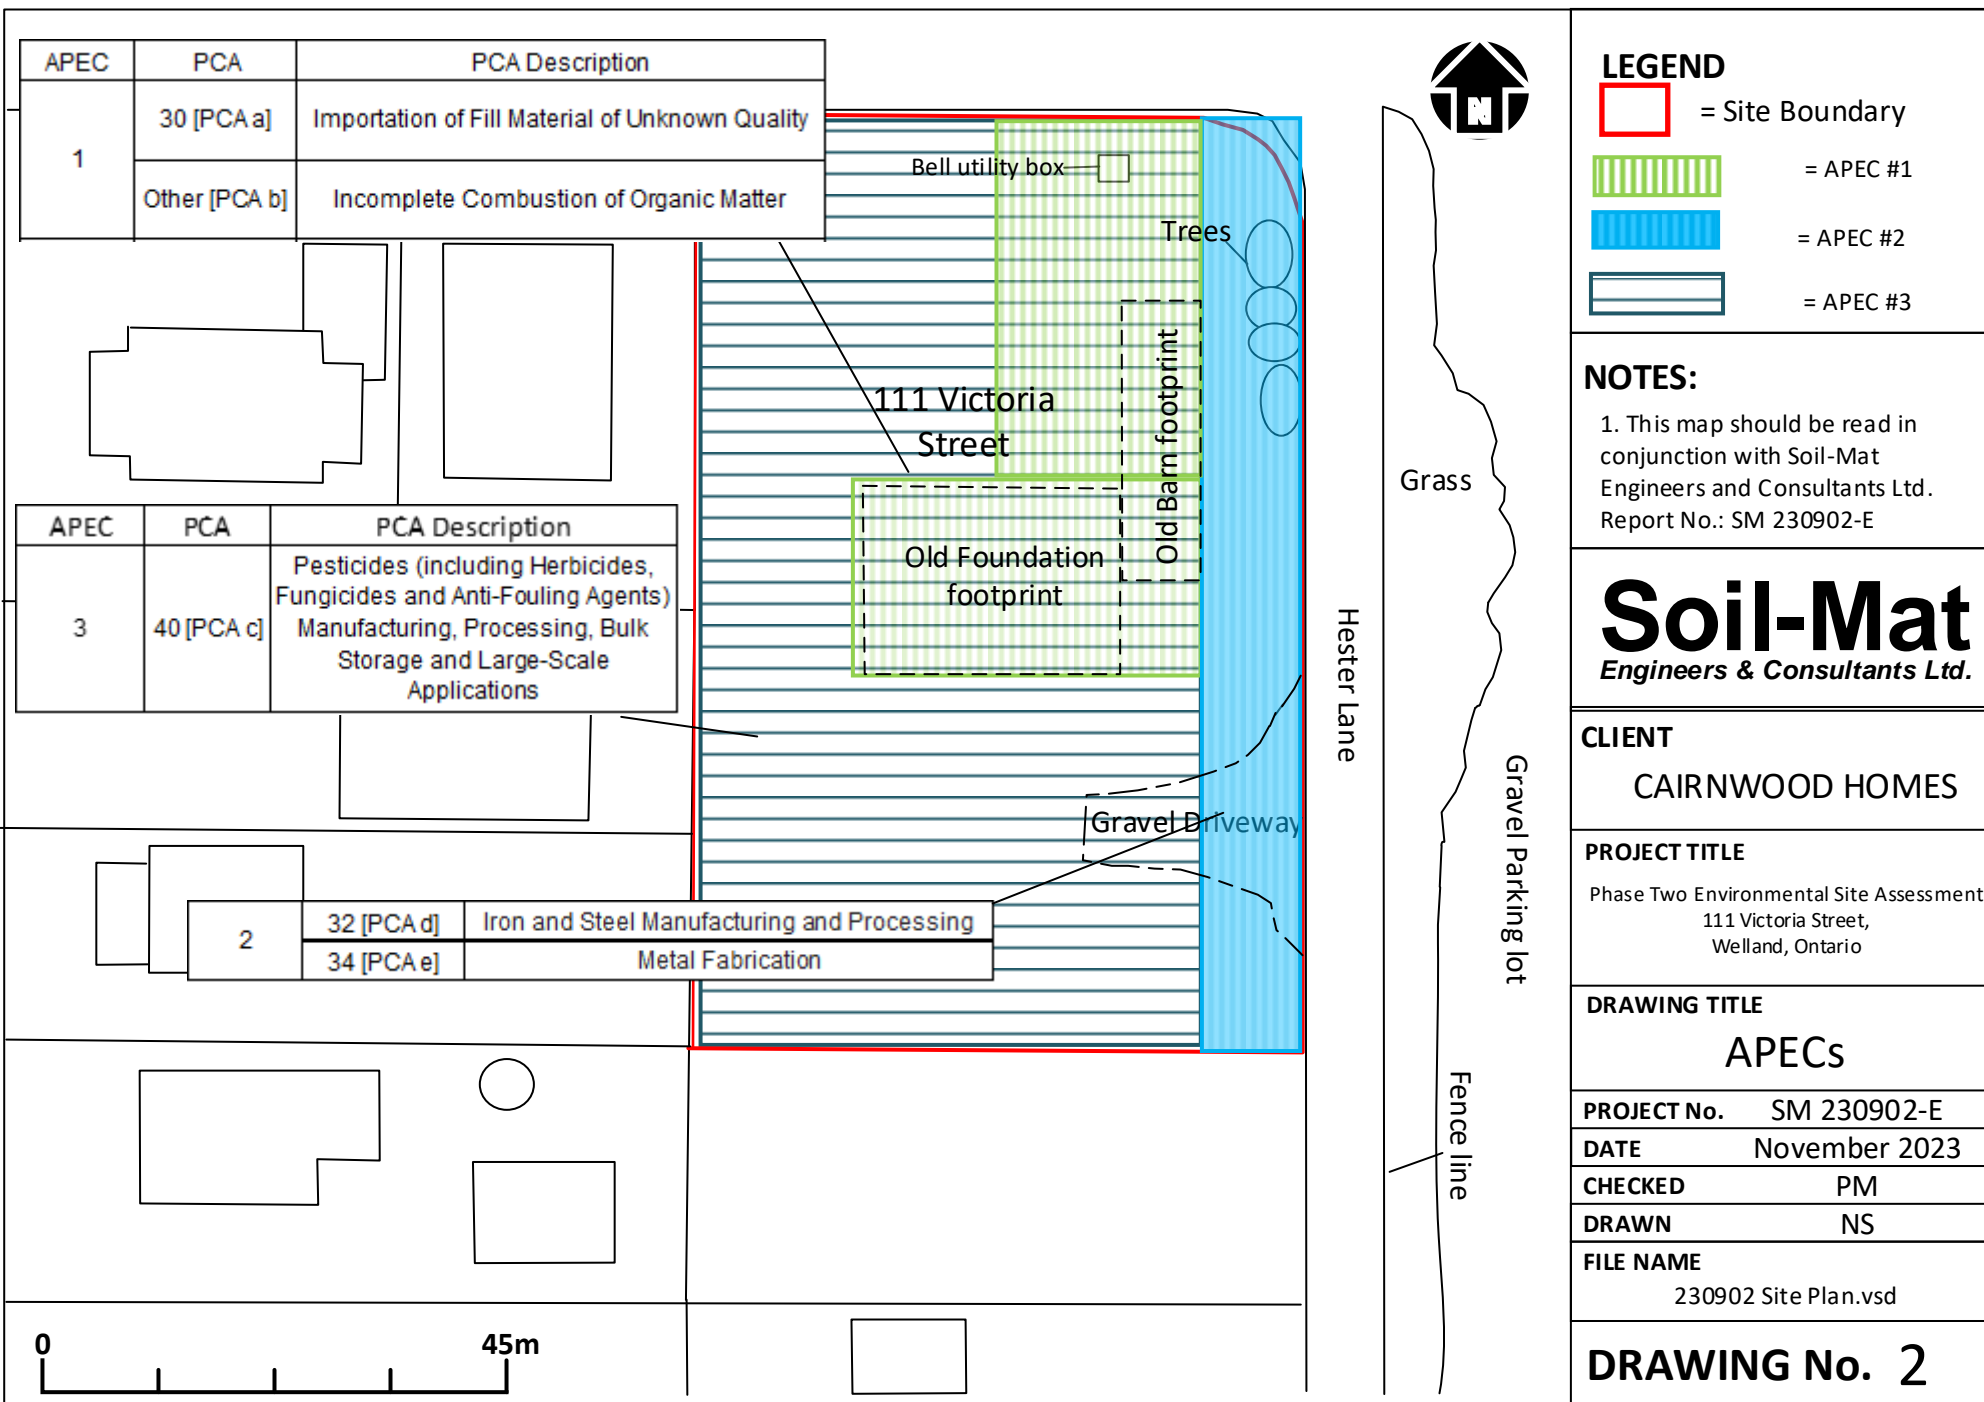 APEC PCA PCA Description
1
30 [PCA a] Importation of Fill Material of Unknown Quality
Other [PCA b] Incomplete Combustion of Organic Matter
Bell utility box
Trees
N
111 Victoria
Street
Old Barn footprint
Old Foundation
footprint
Grass
Hester Lane
Gravel Driveway
Gravel Parking lot
Fence line
APEC PCA PCA Description
3 40 [PCA c]
Pesticides (including Herbicides,
Fungicides and Anti-Fouling Agents)
Manufacturing, Processing, Bulk
Storage and Large-Scale
Applications
2
32 [PCA d] Iron and Steel Manufacturing and Processing
34 [PCA e] Metal Fabrication
0 45m
LEGEND
= Site Boundary
= APEC #1
= APEC #2
= APEC #3
NOTES:
1. This map should be read in
conjunction with Soil-Mat
Engineers and Consultants Ltd.
Report No.: SM 230902-E
Soil-Mat
Engineers & Consultants Ltd.
CLIENT
CAIRNWOOD HOMES
PROJECT TITLE
Phase Two Environmental Site Assessment
111 Victoria Street,
Welland, Ontario
DRAWING TITLE
APECs
PROJECT No. SM 230902-E
DATE November 2023
CHECKED PM
DRAWN NS
FILE NAME
230902 Site Plan.vsd
DRAWING No. 2